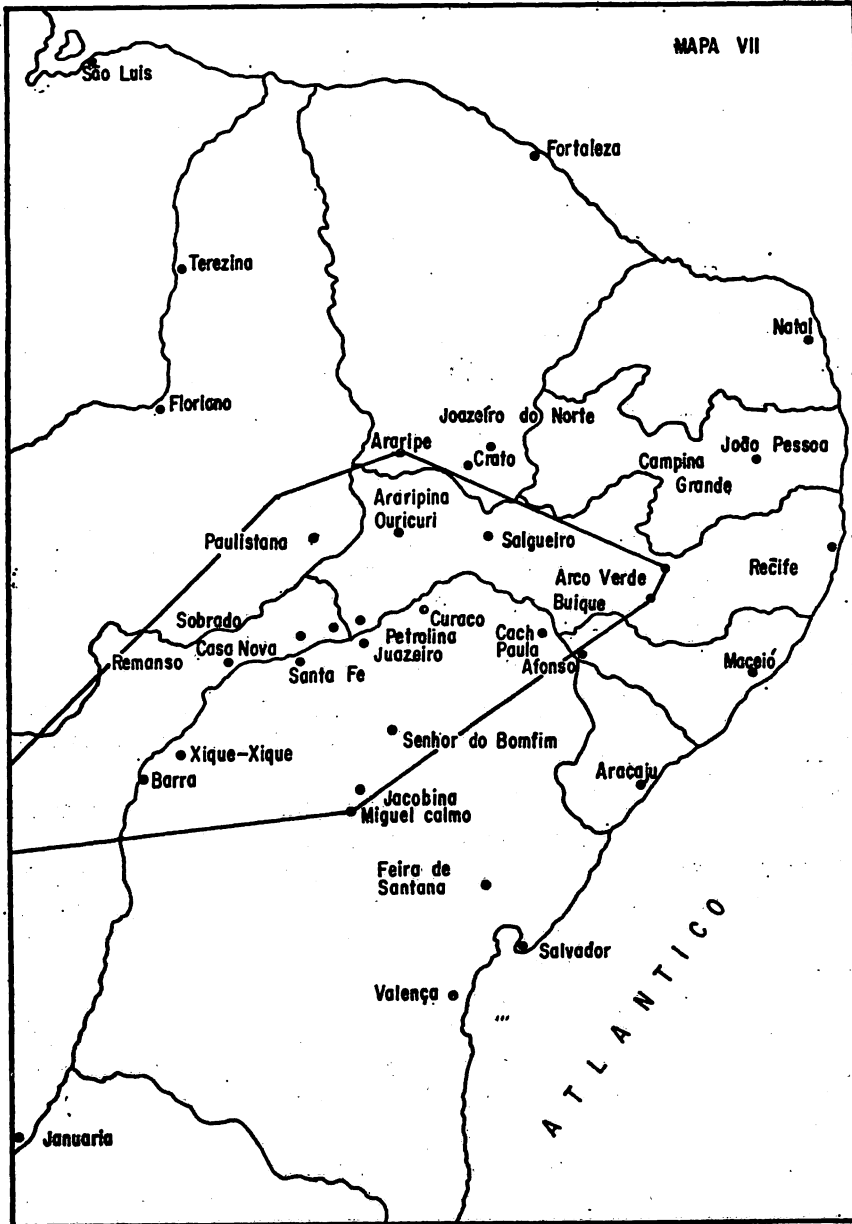 MAPA VII
São Luis
Fortaleza
Terezina
Natal
Floriano
Joazeiro do Norte
Araripe
Crato
João Pessoa
Campina
Grande
Araripina
Ouricuri
Paulistana
Salgueiro
Recife
Arco Verde
Buique
Sobrado
Curaco
Petrolina
Juazeiro
Cach
Paula
Afonso
Casa Nova
Remanso
Santa Fe
Maceió
Senhor do Bomfim
Xique-Xique
Barra
Aracaju
Jacobina
Miguel calmo
Feira de
Santana
Salvador
Valença
ATLANTICO
Januaria